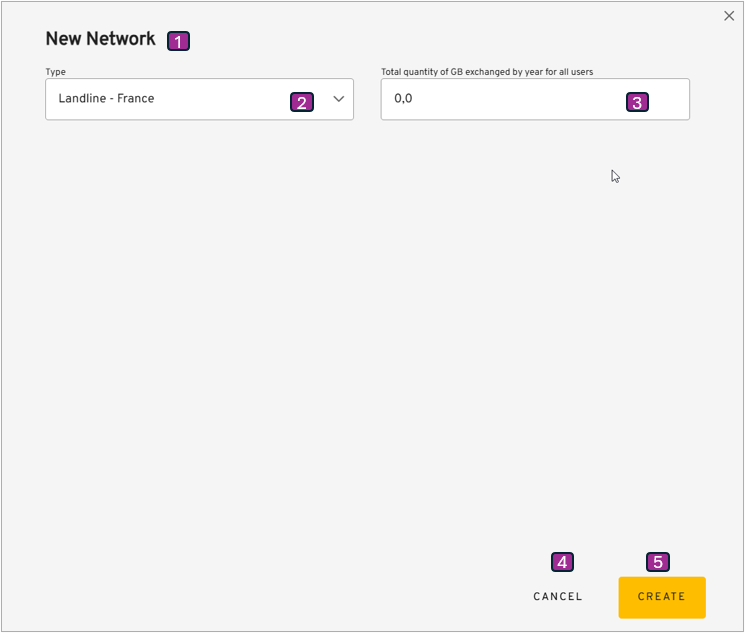 New Network 1
Type
Landline - France 2
Total quantity of GB exchanged by year for all users
0,0 3
4
CANCEL
5
CREATE